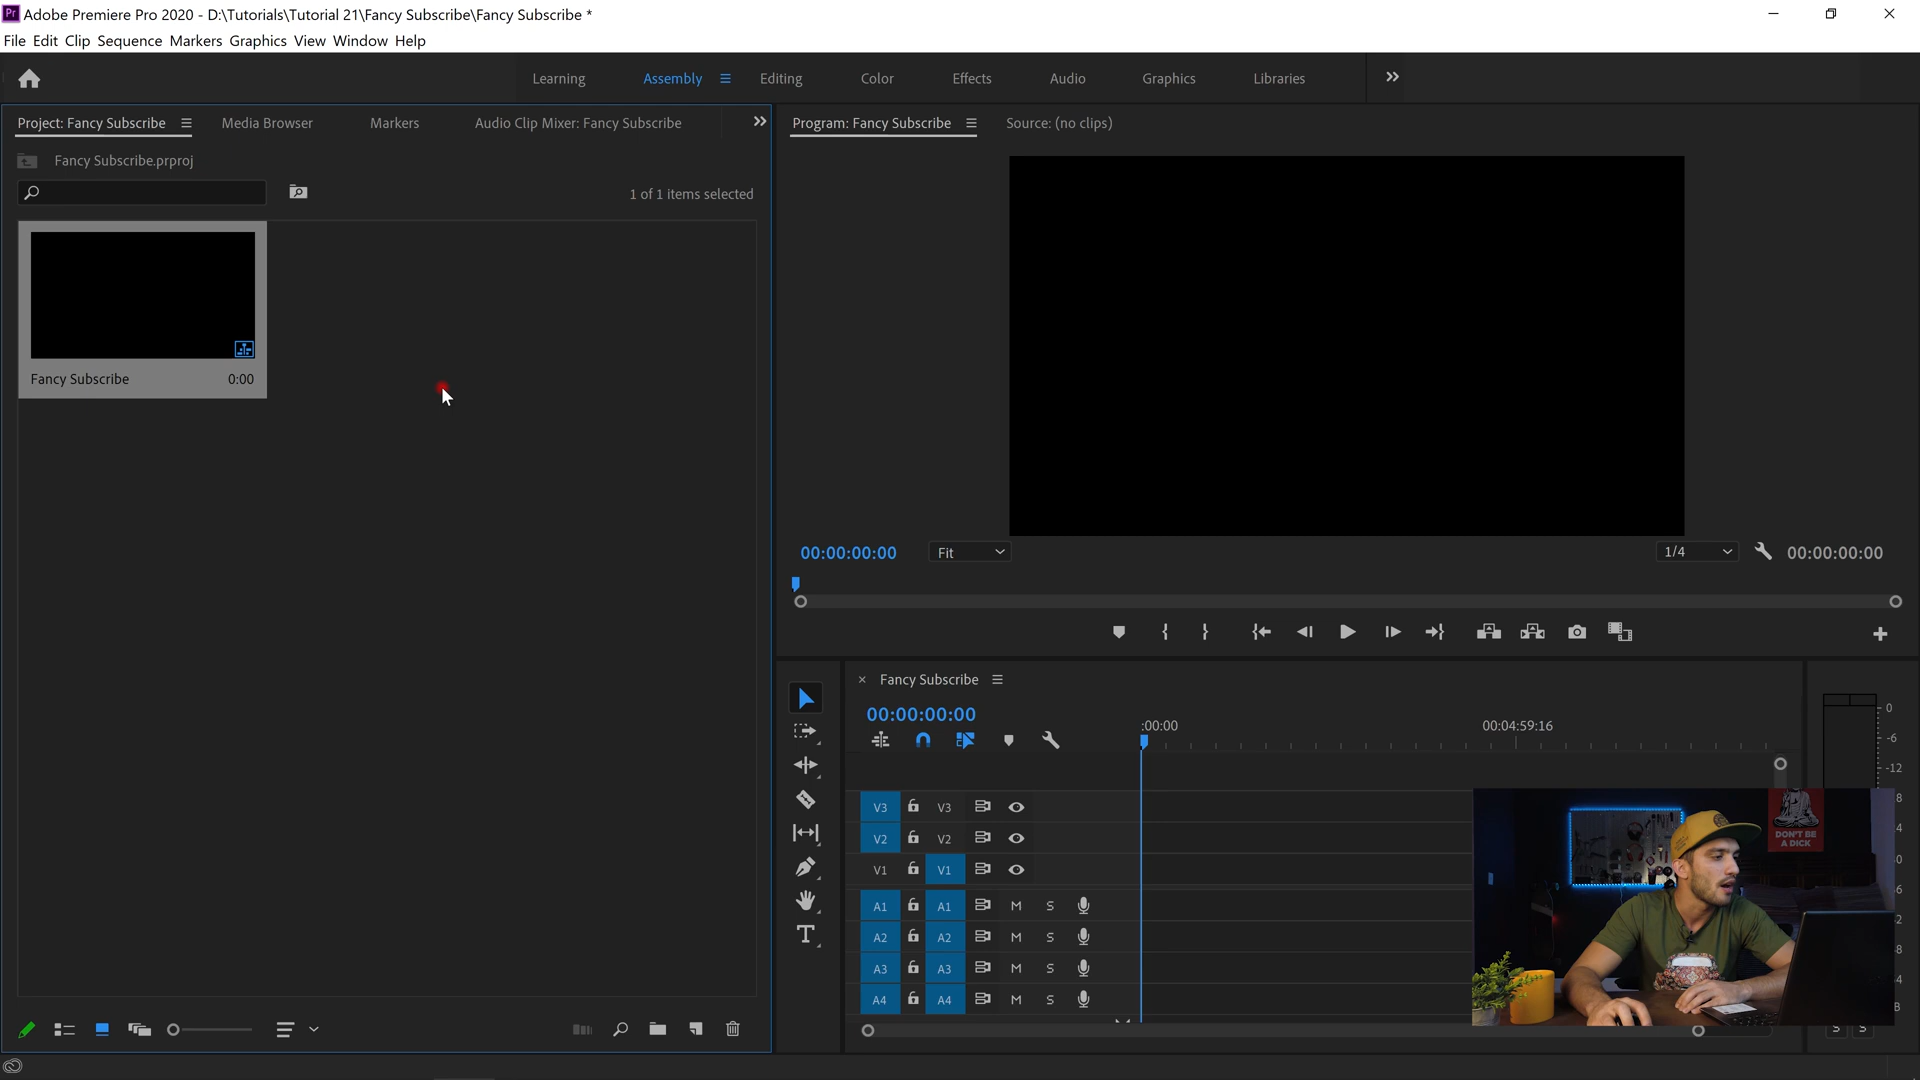 Pr Adobe Premiere Pro 2020 - D:\Tutorials\Tutorial 21\Fancy Subscribe\Fancy Subscribe *
File Edit Clip Sequence Markers Graphics View Window Help
Learning Assembly Editing Color Effects Audio Graphics Libraries
Project: Fancy Subscribe Media Browser Markers Audio Clip Mixer: Fancy Subscribe
Program: Fancy Subscribe Source: (no clips)
Fancy Subscribe.prproj
1 of 1 items selected
Fancy Subscribe 0:00
00:00:00:00 Fit 1/4 00:00:00:00
Fancy Subscribe
00:00:00:00
:00:00 00:04:59:16
V3 V3
V2 V2
V1 V1
A1 A1 M S
A2 A2 M S
A3 A3 M S
A4 A4 M S
0
-6
-12
8
4
0
6
2
8
4
B
S S
DON'T BE
A DICK